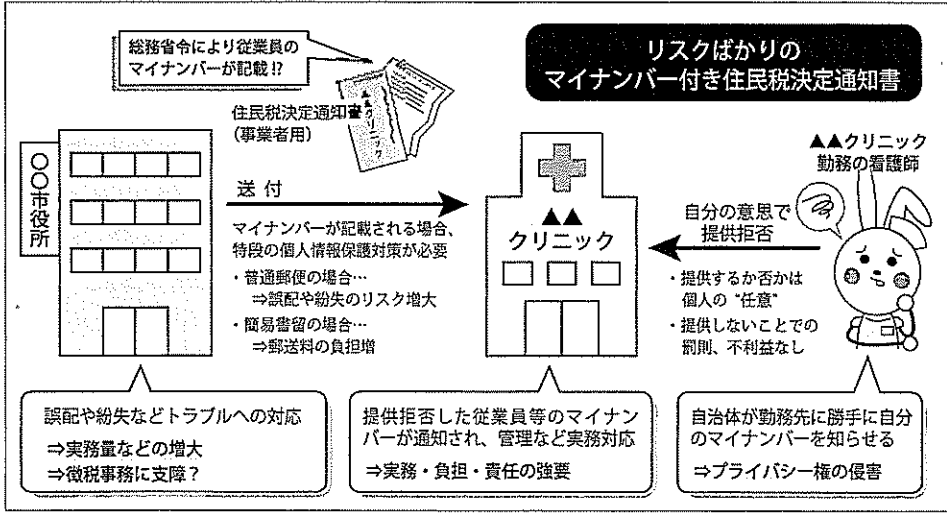 リスクばかりの
マイナンバー付き住民税決定通知書
総務省令により従業員の
マイナンバーが記載!?
住民税決定通知書
(事業者用)
▲▲クリニック
〇〇市役所
送付
マイナンバーが記載される場合、
特段の個人情報保護対策が必要
・普通郵便の場合…
⇒誤配や紛失のリスク増大
・簡易書留の場合…
⇒郵送料の負担増
▲▲
クリニック
▲▲クリニック
勤務の看護師
自分の意思で
提供拒否
・提供するか否かは
個人の“任意”
・提供しないことでの
罰則、不利益なし
誤配や紛失などトラブルへの対応
⇒実務量などの増大
⇒徴税事務に支障？
提供拒否した従業員等のマイナン
バーが通知され、管理など実務対応
⇒実務・負担・責任の強要
自治体が勤務先に勝手に自分
のマイナンバーを知らせる
⇒プライバシー権の侵害